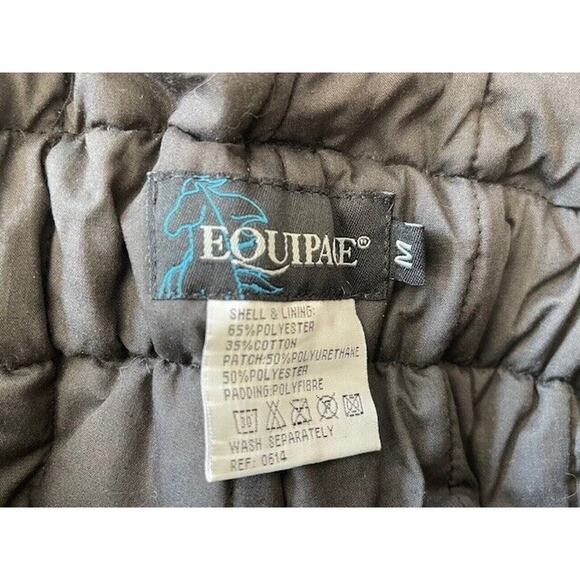 EQUIPAGE®
M
SHELL & LINING:
65%POLYESTER
35%COTTON
PATCH:50%POLYURETHANE
50%POLYESTER
PADDING:POLYFIBRE
30
WASH SEPARATELY
REF: 0614